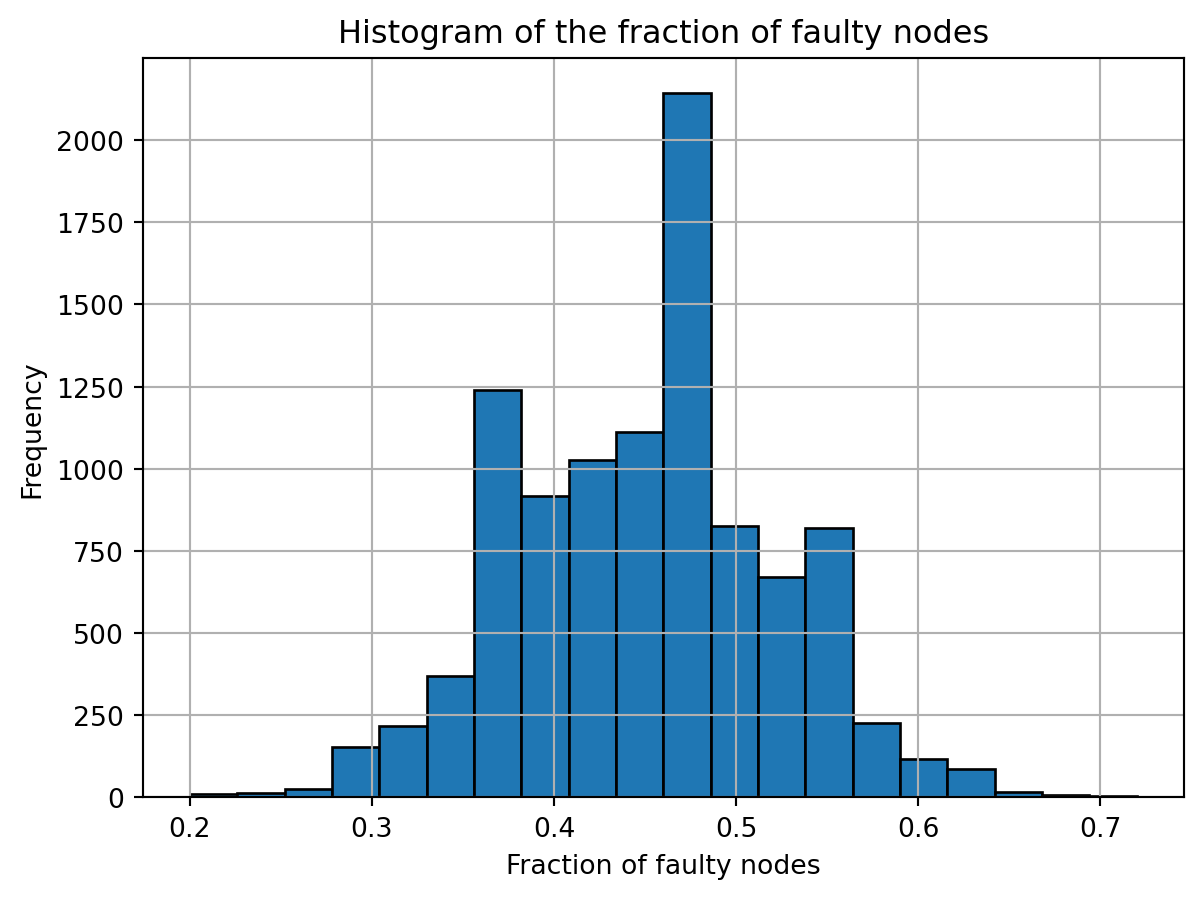 Histogram of the fraction of faulty nodes
Frequency
2000
1750
1500
1250
1000
750
500
250
0
0.2 0.3 0.4 0.5 0.6 0.7
Fraction of faulty nodes